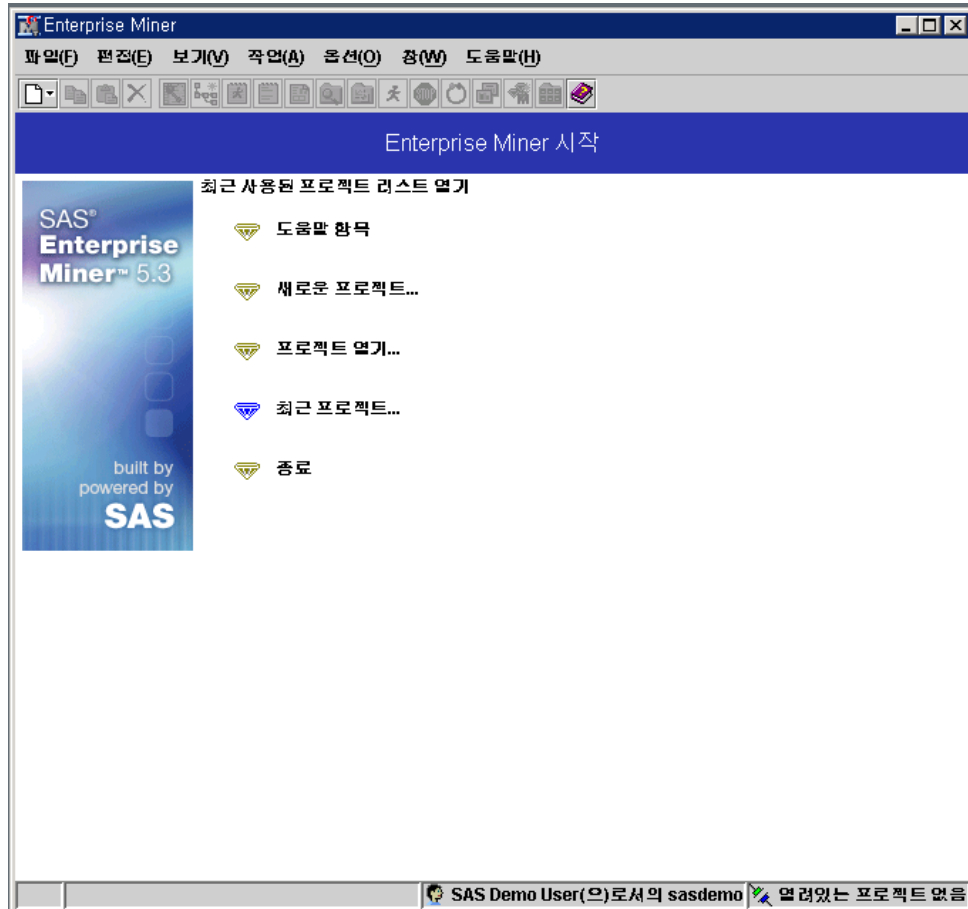 Enterprise Miner
파일(F) 편집(E) 보기(V) 작업(A) 옵션(O) 창(W) 도움말(H)
Enterprise Miner 시작
최근 사용된 프로젝트 리스트 열기
SAS®
Enterprise
Miner™ 5.3
도움말 항목
새로운 프로젝트...
프로젝트 열기...
최근 프로젝트...
종료
built by
powered by
SAS
SAS Demo User(으)로서의 sasdemo 열려있는 프로젝트 없음